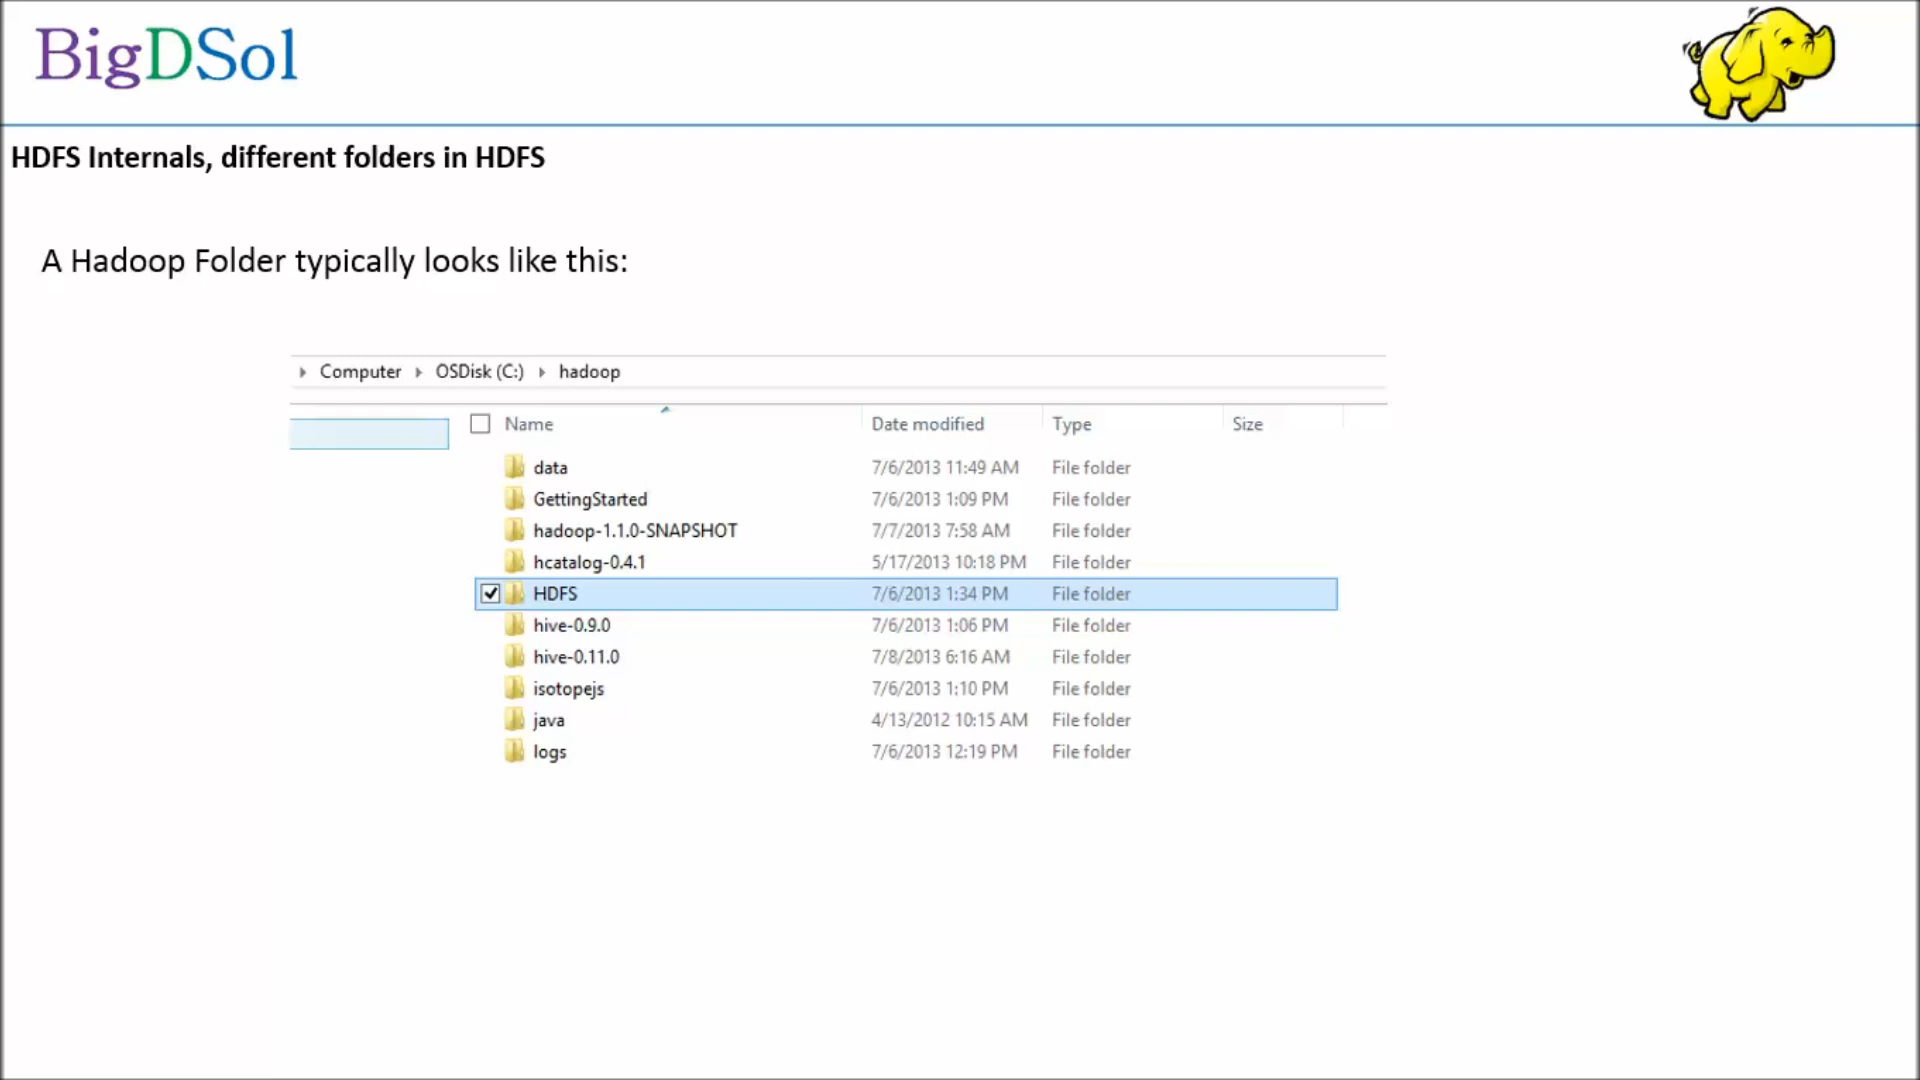 BigDSol
HDFS Internals, different folders in HDFS
A Hadoop Folder typically looks like this:
Computer OSDisk (C:) hadoop
Name Date modified Type Size
data 7/6/2013 11:49 AM File folder
GettingStarted 7/6/2013 1:09 PM File folder
hadoop-1.1.0-SNAPSHOT 7/7/2013 7:58 AM File folder
hcatalog-0.4.1 5/17/2013 10:18 PM File folder
HDFS 7/6/2013 1:34 PM File folder
hive-0.9.0 7/6/2013 1:06 PM File folder
hive-0.11.0 7/8/2013 6:16 AM File folder
isotopejs 7/6/2013 1:10 PM File folder
java 4/13/2012 10:15 AM File folder
logs 7/6/2013 12:19 PM File folder